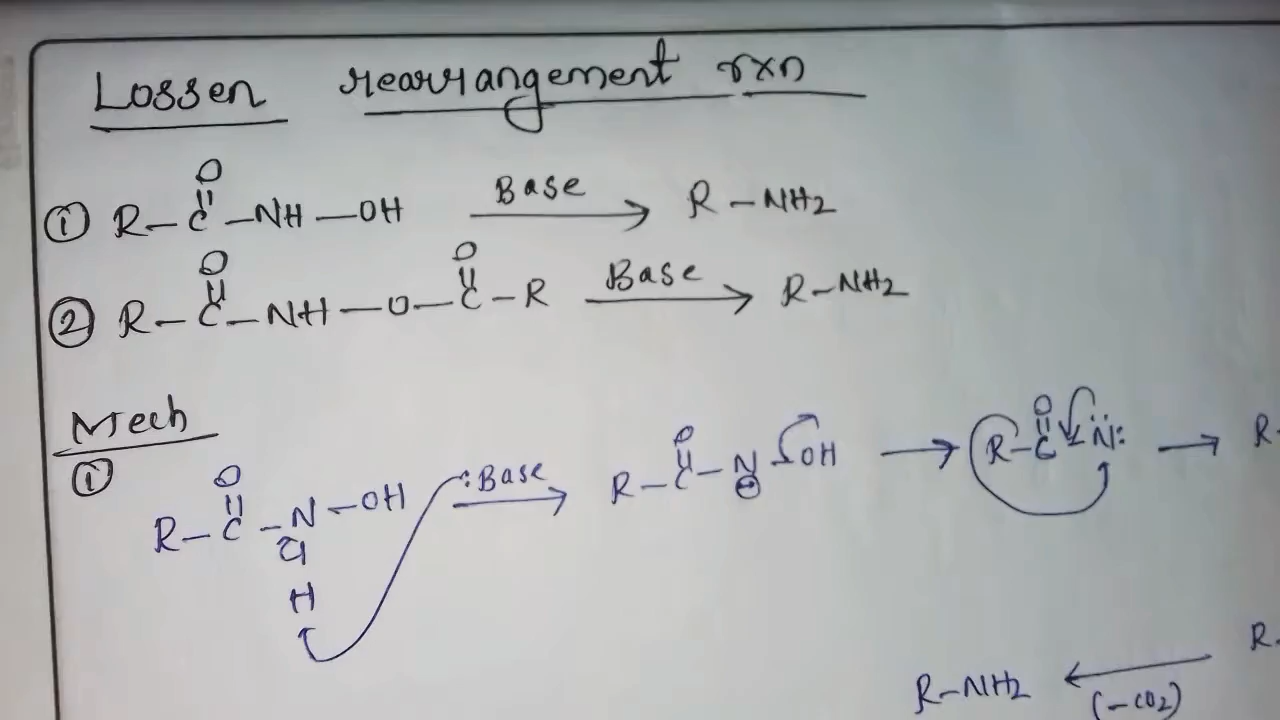 Lossen rearrangement rxn
O
① R-C-NH-OH Base R-NH2
O O
② R-C-NH-O-C-R Base R-NH2
Mech
①
O O O
R-C-N-OH :Base R-C-N-OH R-C-N: R-
⊖
H
R-
R-NH2 (-CO2)